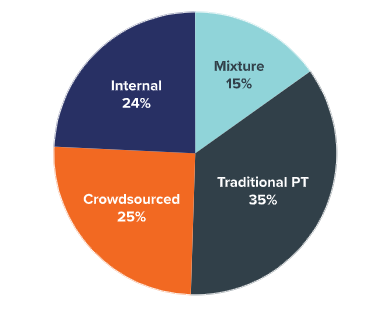 Mixture
15%
Internal
24%
Traditional PT
35%
Crowdsourced
25%